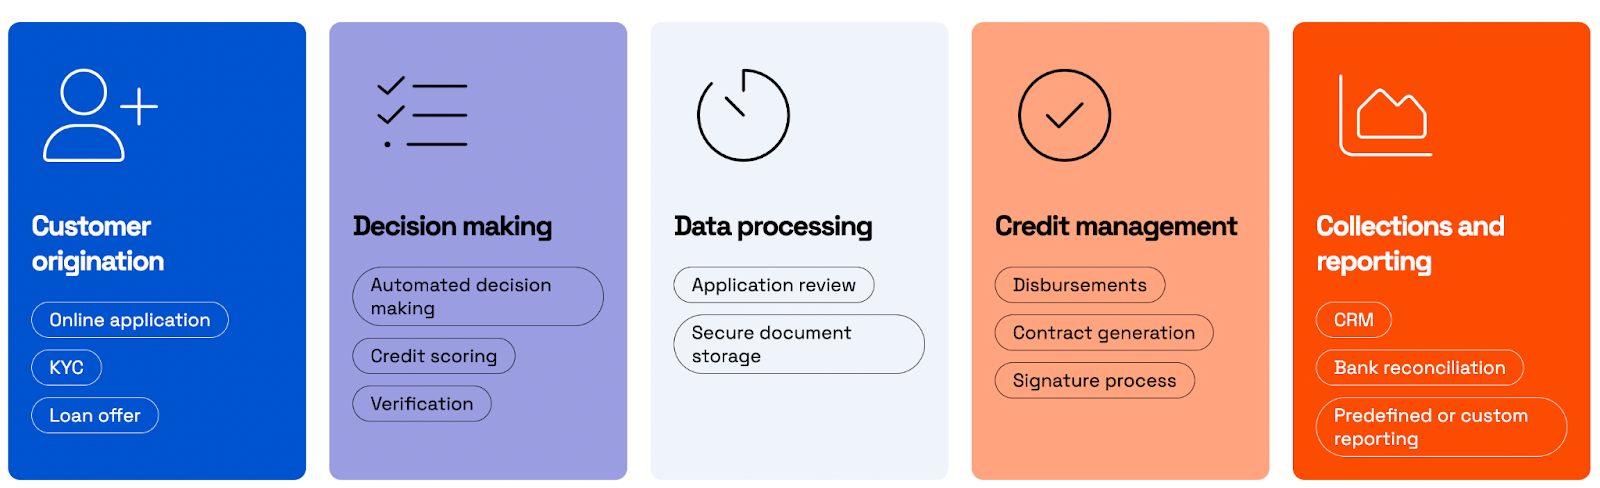 Customer
origination
Online application
KYC
Loan offer
Decision making
Automated decision
making
Credit scoring
Verification
Data processing
Application review
Secure document
storage
Credit management
Disbursements
Contract generation
Signature process
Collections and
reporting
CRM
Bank reconciliation
Predefined or custom
reporting